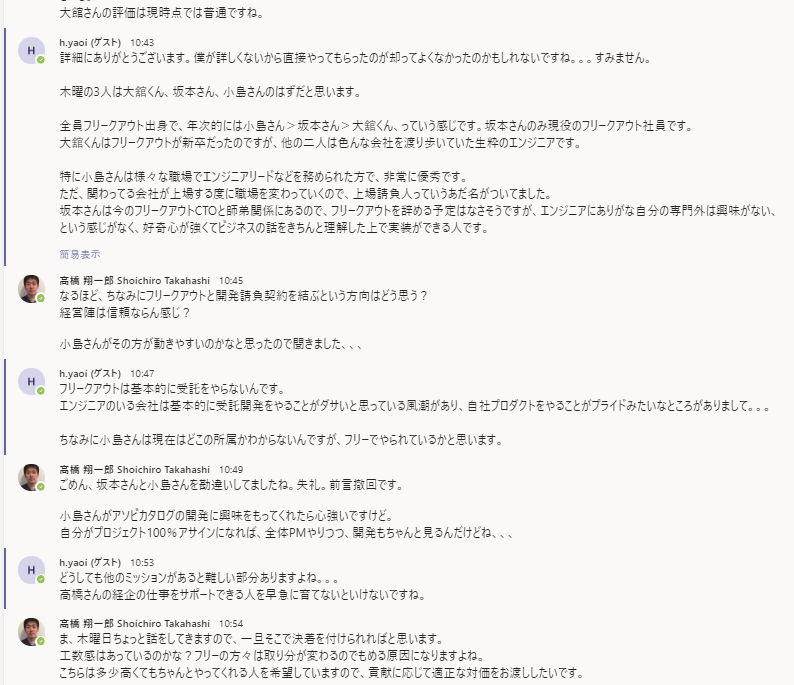 大館さんの評価は現時点では普通ですね。
H
h.yaoi (ゲスト) 10:43
詳細にありがとうございます。僕が詳しくないから直接やってもらったのが却ってよくなかったのかもしれないですね。。。すみません。
木曜の3人は大舘くん、坂本さん、小島さんのはずだと思います。
全員フリークアウト出身で、年次的には小島さん＞坂本さん＞大舘くん、っていう感じです。坂本さんのみ現役のフリークアウト社員です。
大舘くんはフリークアウトが新卒だったのですが、他の二人は色んな会社を渡り歩いていた生粋のエンジニアです。
特に小島さんは様々な職場でエンジニアリードなどを務められた方で、非常に優秀です。
ただ、関わってる会社が上場する度に職場を変わっていくので、上場請負人っていうあだ名がついてました。
坂本さんは今のフリークアウトCTOと師弟関係にあるので、フリークアウトを辞める予定はなさそうですが、エンジニアにありがな自分の専門外は興味がない、
という感じがなく、好奇心が強くてビジネスの話をきちんと理解した上で実装ができる人です。
簡易表示
高橋 翔一郎 Shoichiro Takahashi 10:45
なるほど、ちなみにフリークアウトと開発請負契約を結ぶという方向はどう思う？
経営陣は信頼ならん感じ？
小島さんがその方が動きやすいのかなと思ったので聞きました、、、
H
h.yaoi (ゲスト) 10:47
フリークアウトは基本的に受託をやらないんです。
エンジニアのいる会社は基本的に受託開発をやることがダサいと思っている風潮があり、自社プロダクトをやることがプライドみたいなところがありまして。。。
ちなみに小島さんは現在はどこの所属かわからないんですが、フリーでやられているかと思います。
高橋 翔一郎 Shoichiro Takahashi 10:49
ごめん、坂本さんと小島さんを勘違いしてましたね。失礼。前言撤回です。
小島さんがアソビカタログの開発に興味をもってくれたら心強いですけど。
自分がプロジェクト100％アサインになれば、全体PMやりつつ、開発もちゃんと見るんだけどね、、、
H
h.yaoi (ゲスト) 10:53
どうしても他のミッションがあると難しい部分ありますよね。。。
高橋さんの経企の仕事をサポートできる人を早急に育てないといけないですね。
高橋 翔一郎 Shoichiro Takahashi 10:54
ま、木曜日ちょっと話をしてきますので、一旦そこで決着を付けられればと思います。
工数感はあっているのかな？フリーの方々は取り分が変わるのでもめる原因になりますよね。
こちらは多少高くてもちゃんとやってくれる人を希望していますので、貢献に応じて適正な対価をお渡ししたいです。